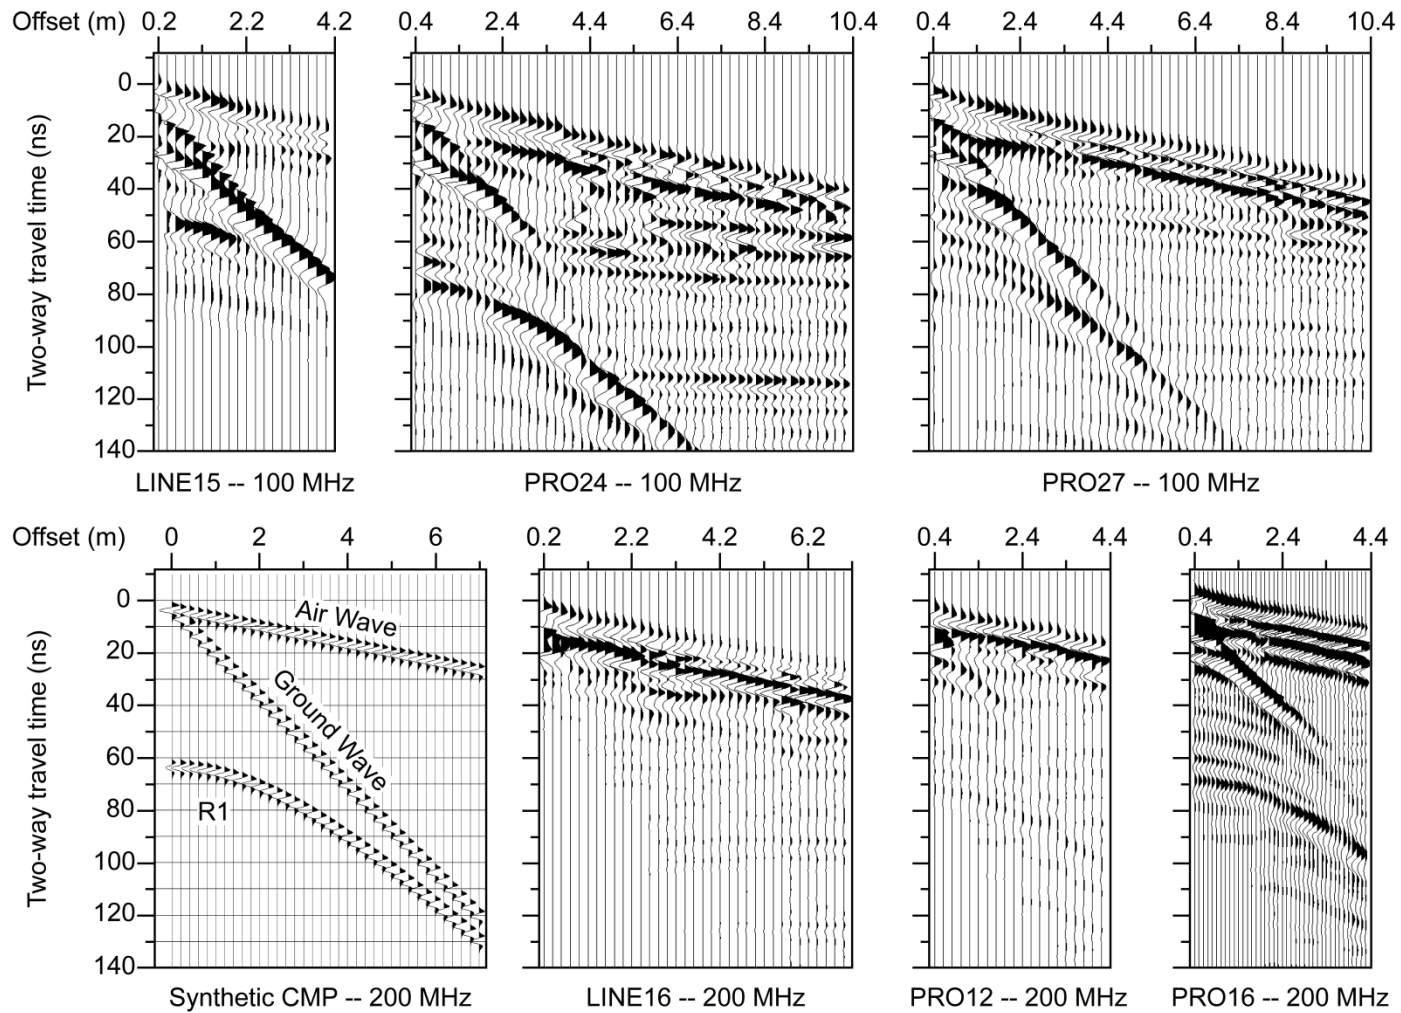 Offset (m) 0.2 2.2 4.2 0.4 2.4 4.4 6.4 8.4 10.4 0.4 2.4 4.4 6.4 8.4 10.4
Two-way travel time (ns)
0
20
40
60
80
100
120
140
LINE15 -- 100 MHz PRO24 -- 100 MHz PRO27 -- 100 MHz
Offset (m) 0 2 4 6 0.2 2.2 4.2 6.2 0.4 2.4 4.4 0.4 2.4 4.4
Two-way travel time (ns)
0
20
40
60
80
100
120
140
Air Wave
Ground Wave
R1
Synthetic CMP -- 200 MHz LINE16 -- 200 MHz PRO12 -- 200 MHz PRO16 -- 200 MHz